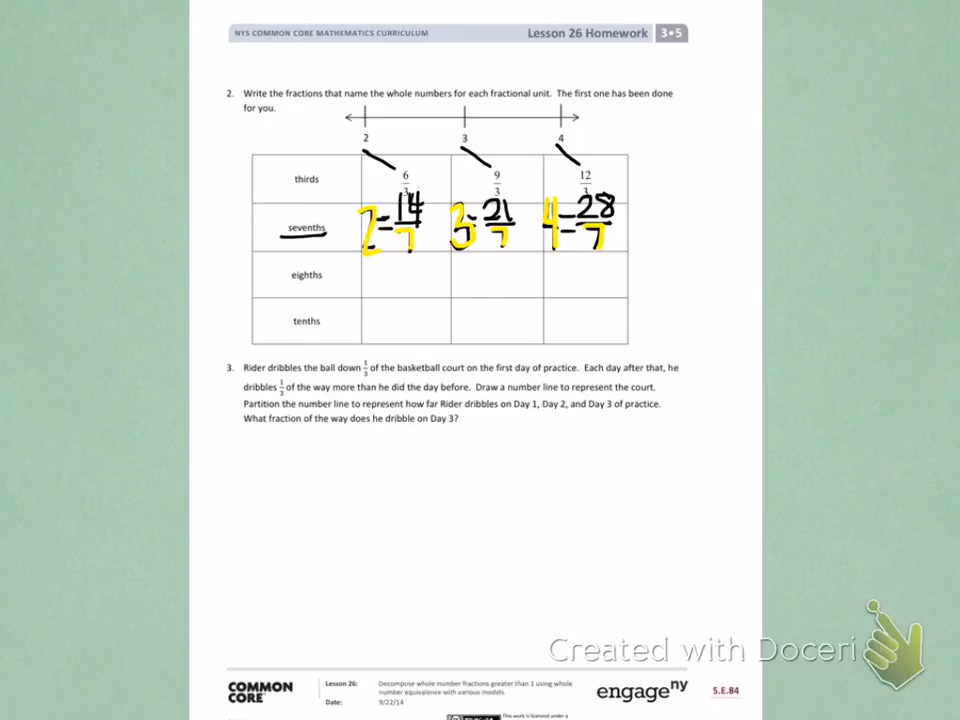 NYS COMMON CORE MATHEMATICS CURRICULUM Lesson 26 Homework 3•5
2. Write the fractions that name the whole numbers for each fractional unit. The first one has been done
for you.
2 3 4
thirds 6/3 9/3 12/3
sevenths 2=14/7 3=21/7 4=28/7
eighths
tenths
3. Rider dribbles the ball down 1/3 of the basketball court on the first day of practice. Each day after that, he
dribbles 1/3 of the way more than he did the day before. Draw a number line to represent the court.
Partition the number line to represent how far Rider dribbles on Day 1, Day 2, and Day 3 of practice.
What fraction of the way does he dribble on Day 3?
Created with Doceri
COMMON
CORE
Lesson 26: Decompose whole number fractions greater than 1 using whole
number equivalence with various models.
Date: 9/22/14
engage ny
5.E.84
This work is licensed under a